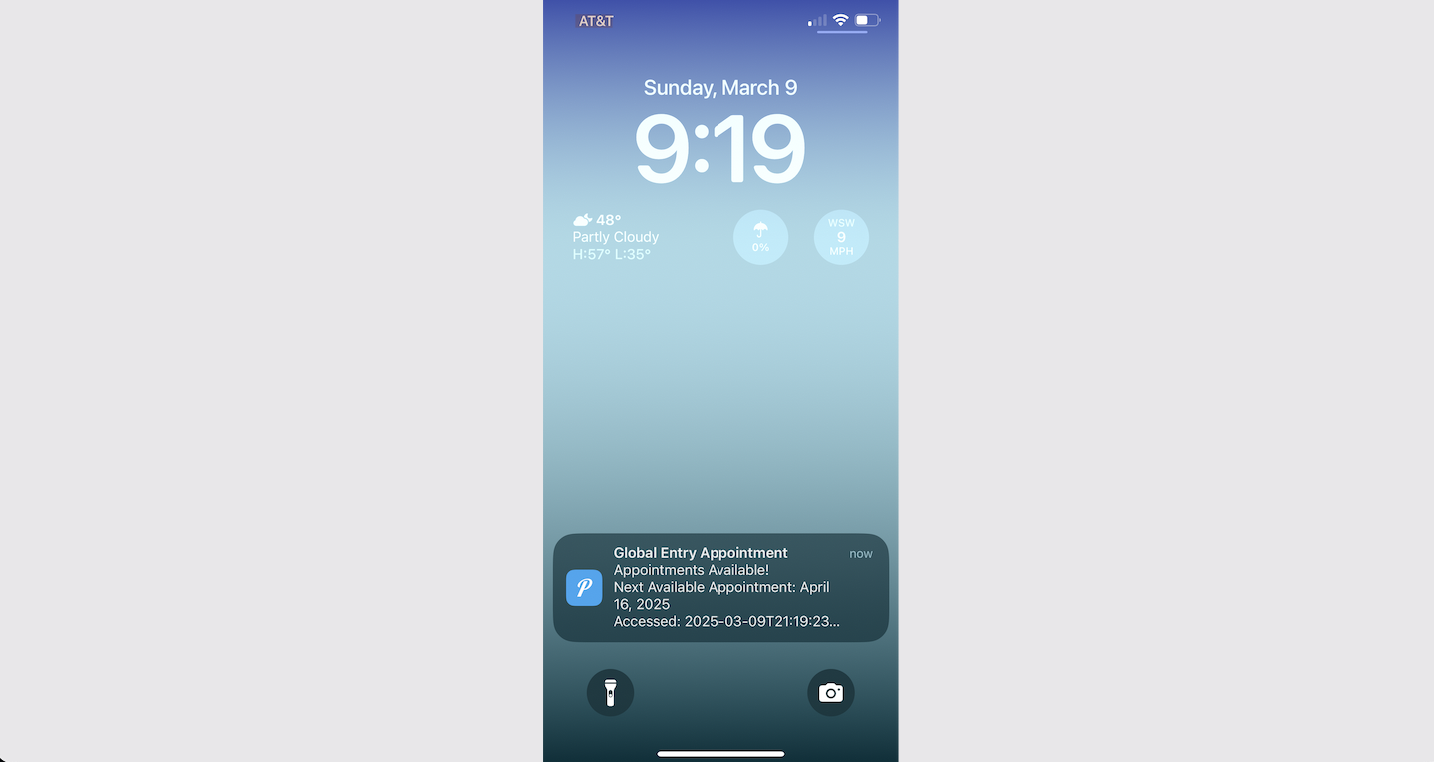 AT&T
Sunday, March 9
9:19
48°
Partly Cloudy
H:57° L:35°
0%
WSW
9
MPH
Global Entry Appointment
now
Appointments Available!
Next Available Appointment: April
16, 2025
Accessed: 2025-03-09T21:19:23...